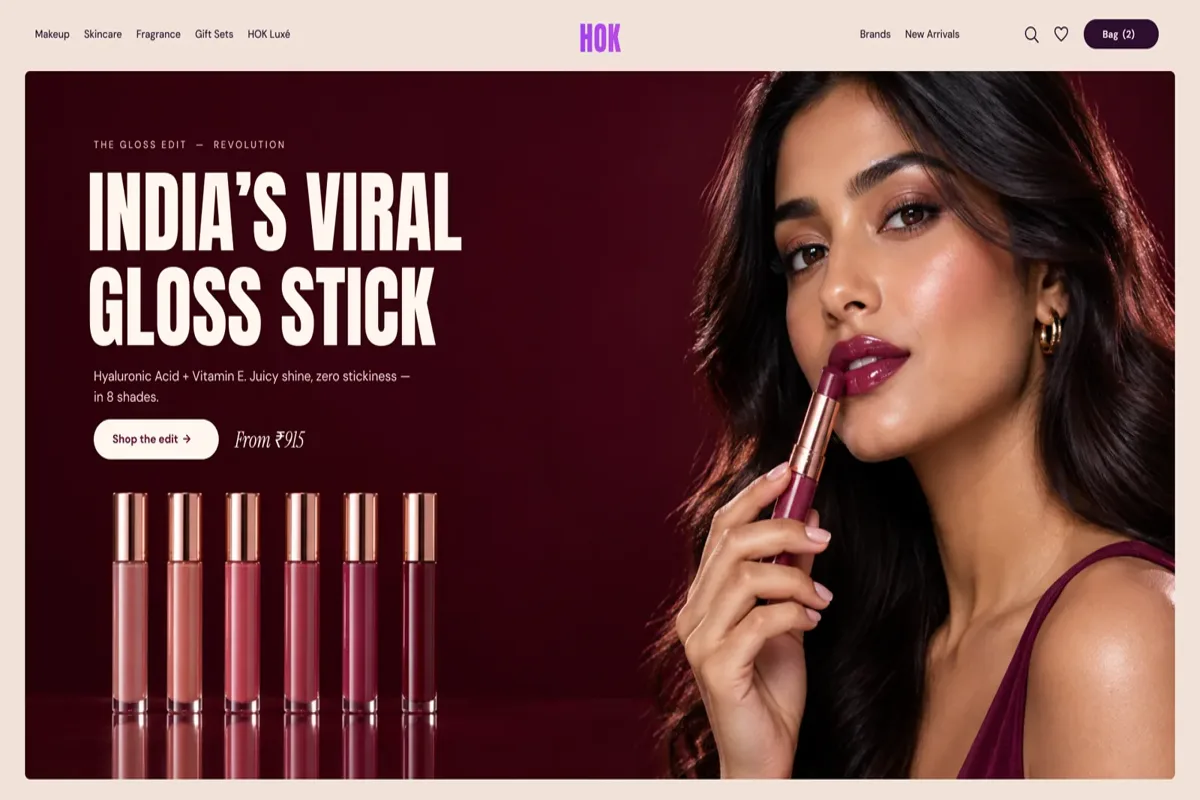 Makeup Skincare Fragrance Gift Sets HOK Luxé
HOK
Brands New Arrivals
Bag (2)
THE GLOSS EDIT — REVOLUTION
INDIA’S VIRAL
GLOSS STICK
Hyaluronic Acid + Vitamin E. Juicy shine, zero stickiness —
in 8 shades.
Shop the edit →
From ₹915